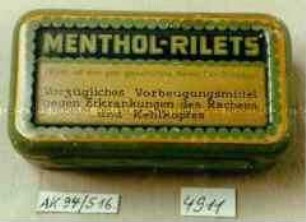 MENTHOL-RILETS
Vorzügliches Vorbeugungsmittel
gegen Erkrankungen des Rachens
und Kehlkopfes
AK 94/516. 4911